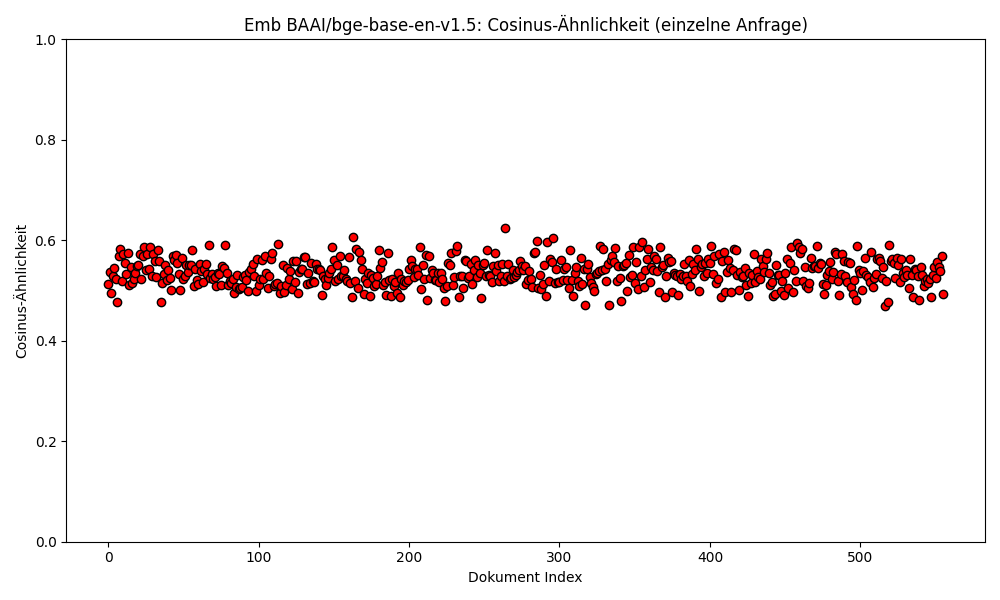 Emb BAAI/bge-base-en-v1.5: Cosinus-Ähnlichkeit (einzelne Anfrage)
1.0
0.8
0.6
0.4
0.2
0.0
Cosinus-Ähnlichkeit
0 100 200 300 400 500
Dokument Index